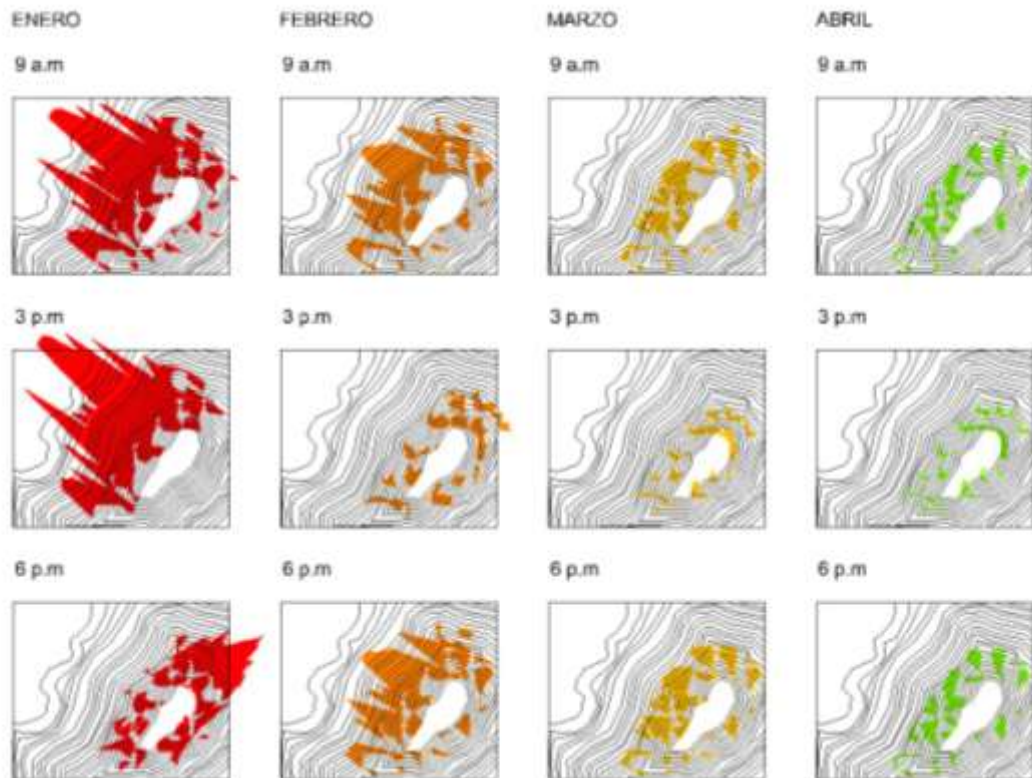 ENERO FEBRERO MARZO ABRIL
9 a.m 9 a.m 9 a.m 9 a.m
3 p.m 3 p.m 3 p.m 3 p.m
6 p.m 6 p.m 6 p.m 6 p.m